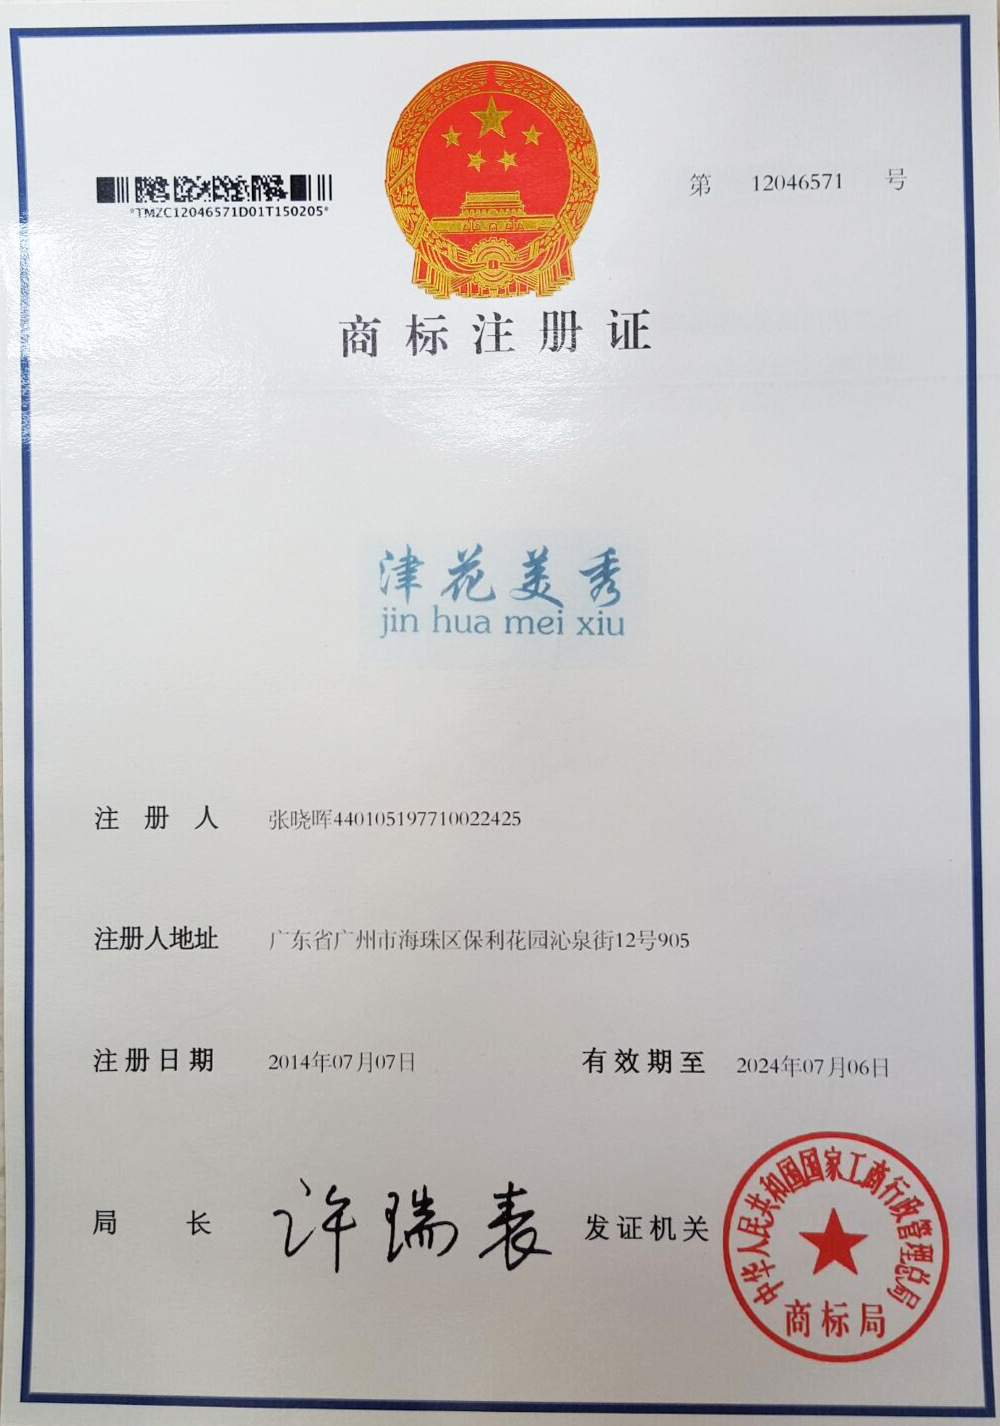 *TMZC12046571D01T150205*
第 12046571 号
商标注册证
津花美秀
jin hua mei xiu
注册人 张晓晖440105197710022425
注册人地址 广东省广州市海珠区保利花园沁泉街12号905
注册日期 2014年07月07日 有效期至 2024年07月06日
局长 许瑞表 发证机关
中华人民共和国国家工商行政管理总局
商标局